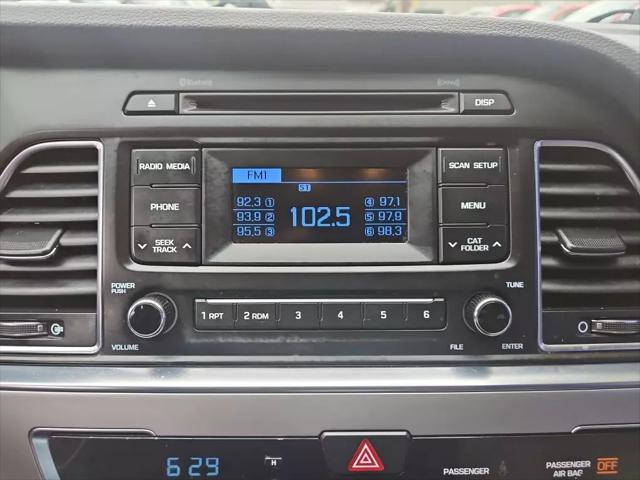 Bluetooth
DISP
RADIO MEDIA
SCAN SETUP
FM1
ST
92.3 1
4 97.1
PHONE
93.9 2
102.5
5 97.9
MENU
95.5 3
6 98.3
SEEK
TRACK
CAT
FOLDER
POWER
PUSH
TUNE
1 RPT
2 RDM
3
4
5
6
VOLUME
FILE
ENTER
6 29
H
PASSENGER
PASSENGER
AIR BAG
OFF